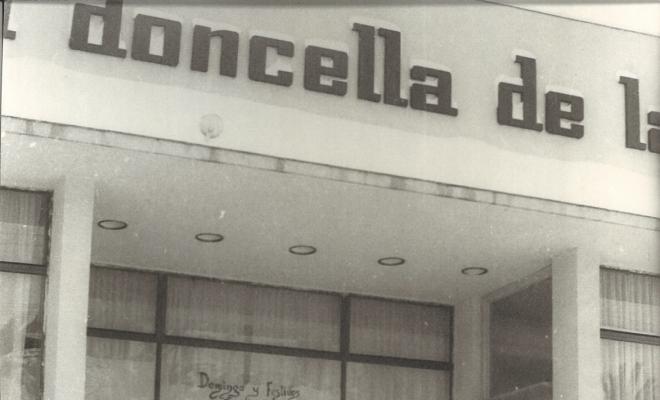 doncella de la
Domingo y Festivos